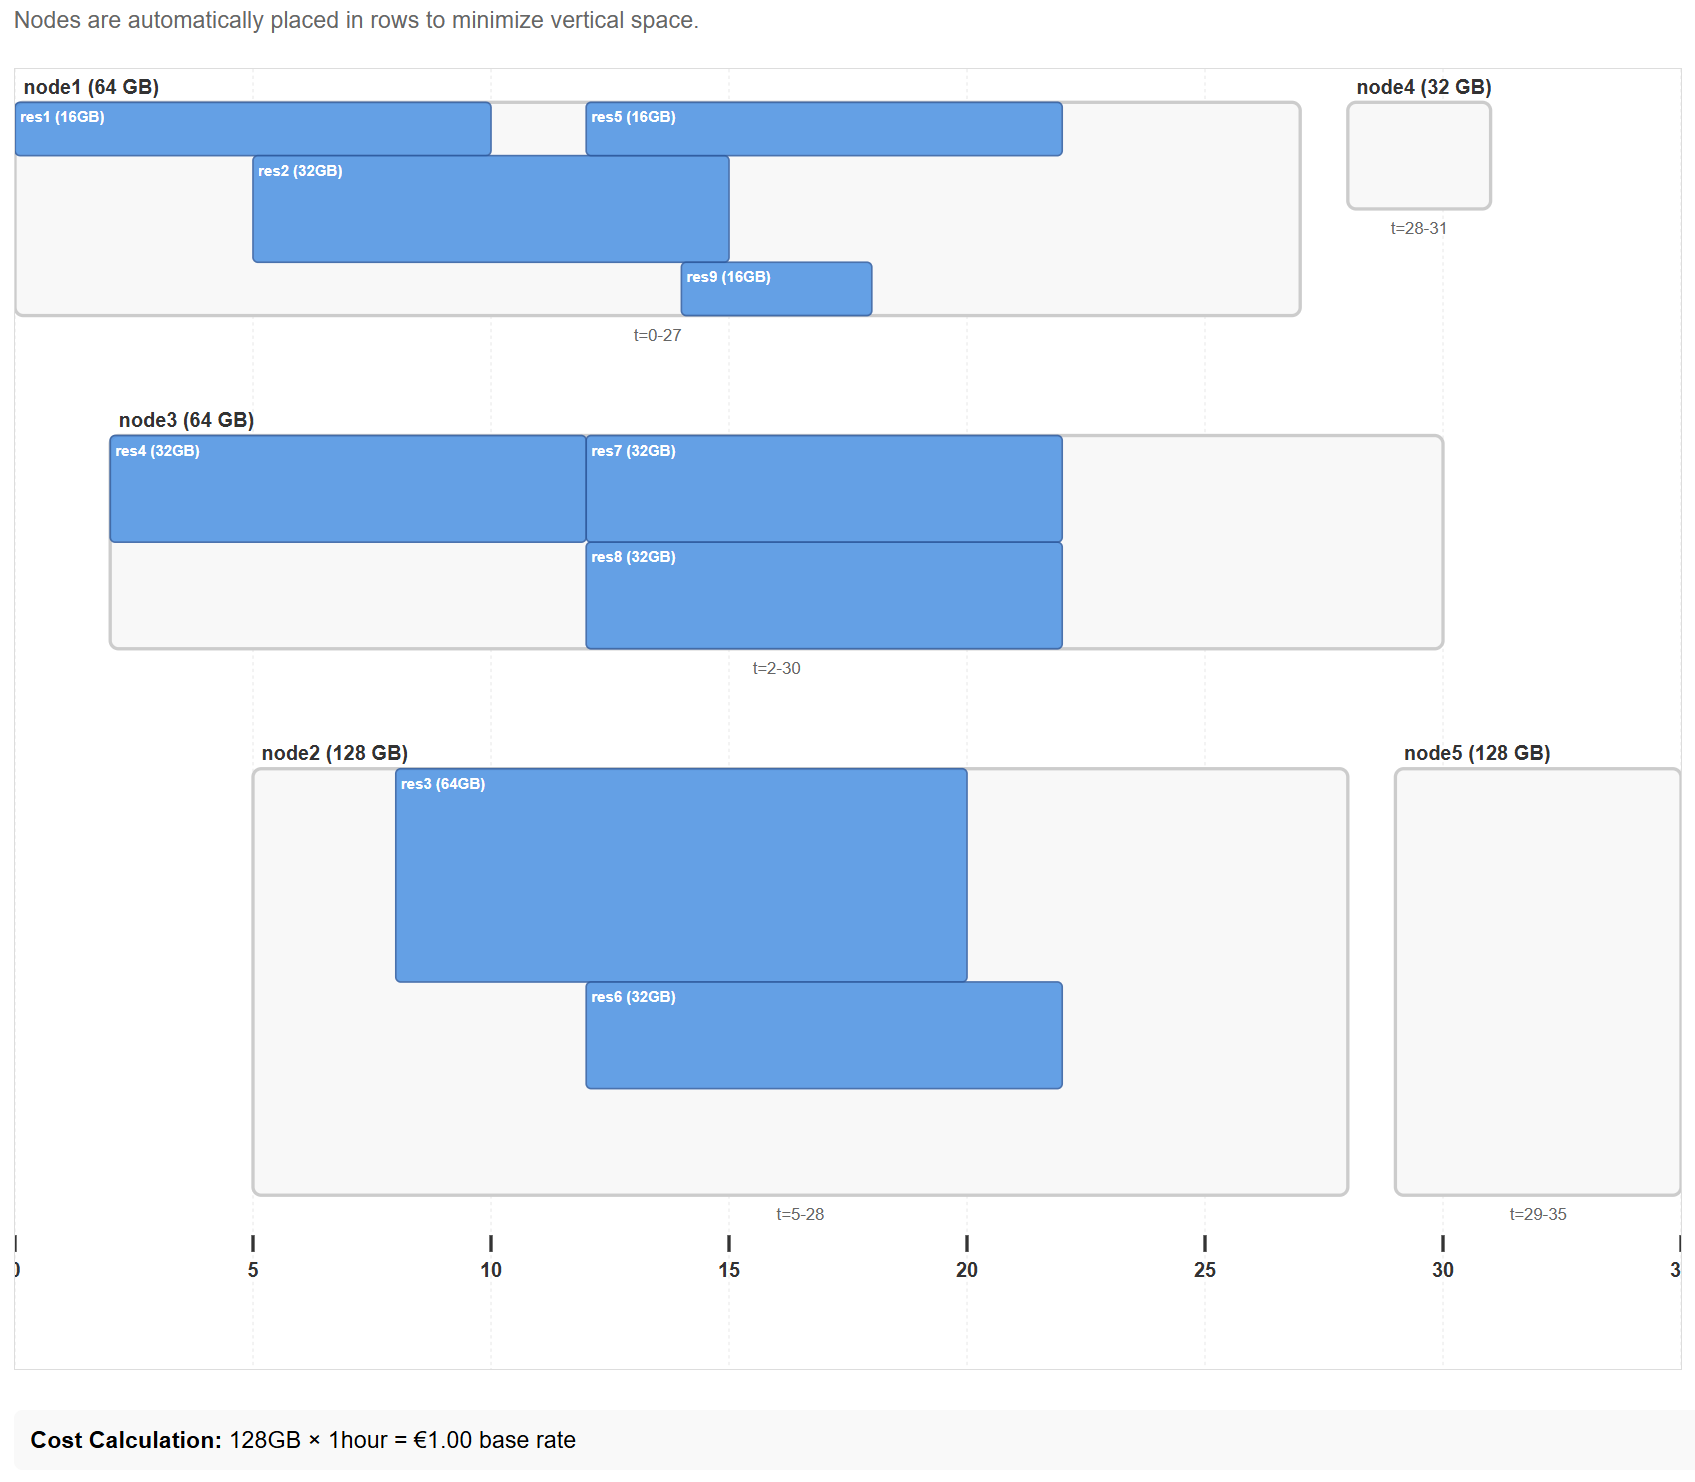 Nodes are automatically placed in rows to minimize vertical space.
node1 (64 GB)
node4 (32 GB)
res1 (16GB)
res5 (16GB)
res2 (32GB)
t=28-31
res9 (16GB)
t=0-27
node3 (64 GB)
res4 (32GB)
res7 (32GB)
res8 (32GB)
t=2-30
node2 (128 GB)
node5 (128 GB)
res3 (64GB)
res6 (32GB)
t=5-28
t=29-35
0 5 10 15 20 25 30 3
Cost Calculation: 128GB × 1hour = €1.00 base rate